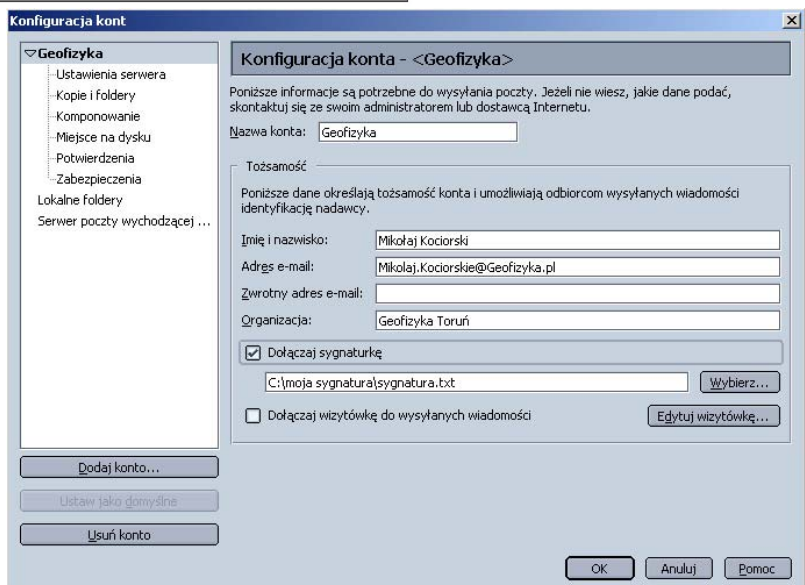 Konfiguracja kont
Geofizyka
Ustawienia serwera
Kopie i foldery
Komponowanie
Miejsce na dysku
Potwierdzenia
Zabezpieczenia
Lokalne foldery
Serwer poczty wychodzącej ...
Dodaj konto...
Ustaw jako domyślne
Usuń konto
Konfiguracja konta - <Geofizyka>
Poniższe informacje są potrzebne do wysyłania poczty. Jeżeli nie wiesz, jakie dane podać,
skontaktuj się ze swoim administratorem lub dostawcą Internetu.
Nazwa konta: Geofizyka
Tożsamość
Poniższe dane określają tożsamość konta i umożliwiają odbiorcom wysyłanych wiadomości
identyfikację nadawcy.
Imię i nazwisko: Mikołaj Kociorski
Adres e-mail: Mikolaj.Kociorskie@Geofizyka.pl
Zwrotny adres e-mail:
Organizacja: Geofizyka Toruń
Dołączaj sygnaturkę
C:\moja sygnatura\sygnatura.txt Wybierz...
Dołączaj wizytówkę do wysyłanych wiadomości Edytuj wizytówkę...
OK Anuluj Pomoc